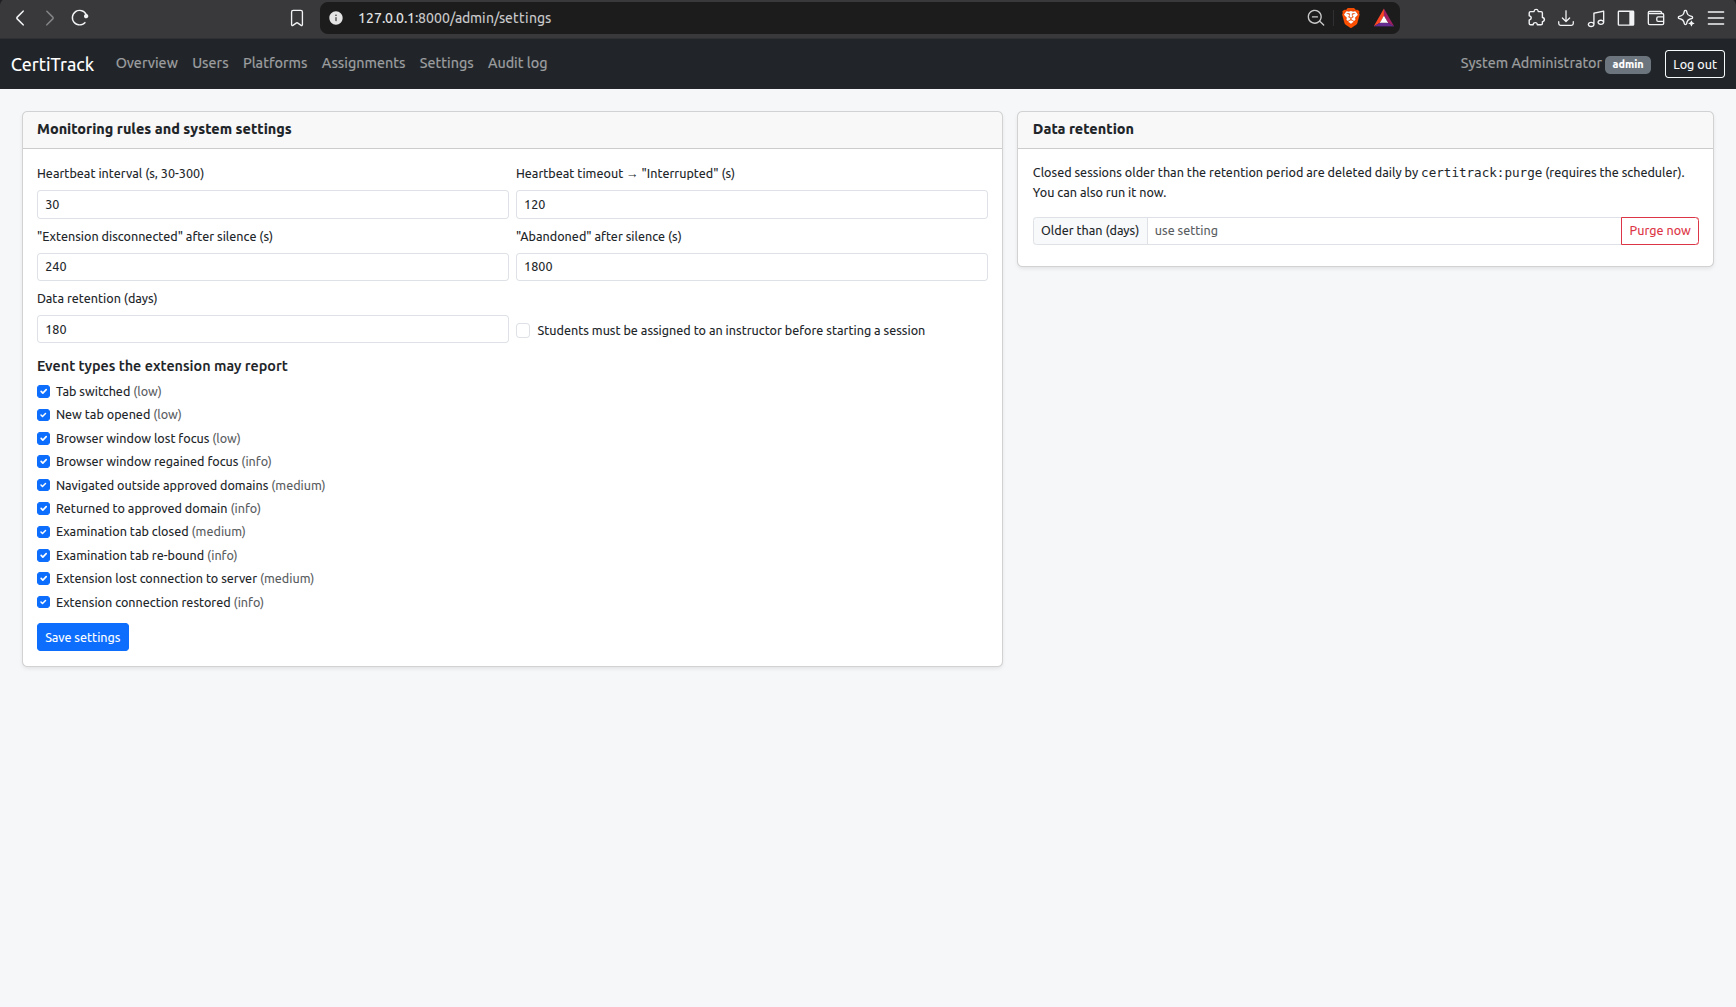 127.0.0.1:8000/admin/settings
CertiTrack Overview Users Platforms Assignments Settings Audit log System Administrator admin Log out
Monitoring rules and system settings
Heartbeat interval (s, 30-300) Heartbeat timeout → "Interrupted" (s)
30 120
"Extension disconnected" after silence (s) "Abandoned" after silence (s)
240 1800
Data retention (days)
180 Students must be assigned to an instructor before starting a session
Event types the extension may report
Tab switched (low)
New tab opened (low)
Browser window lost focus (low)
Browser window regained focus (info)
Navigated outside approved domains (medium)
Returned to approved domain (info)
Examination tab closed (medium)
Examination tab re-bound (info)
Extension lost connection to server (medium)
Extension connection restored (info)
Save settings
Data retention
Closed sessions older than the retention period are deleted daily by certitrack:purge (requires the scheduler).
You can also run it now.
Older than (days) use setting Purge now